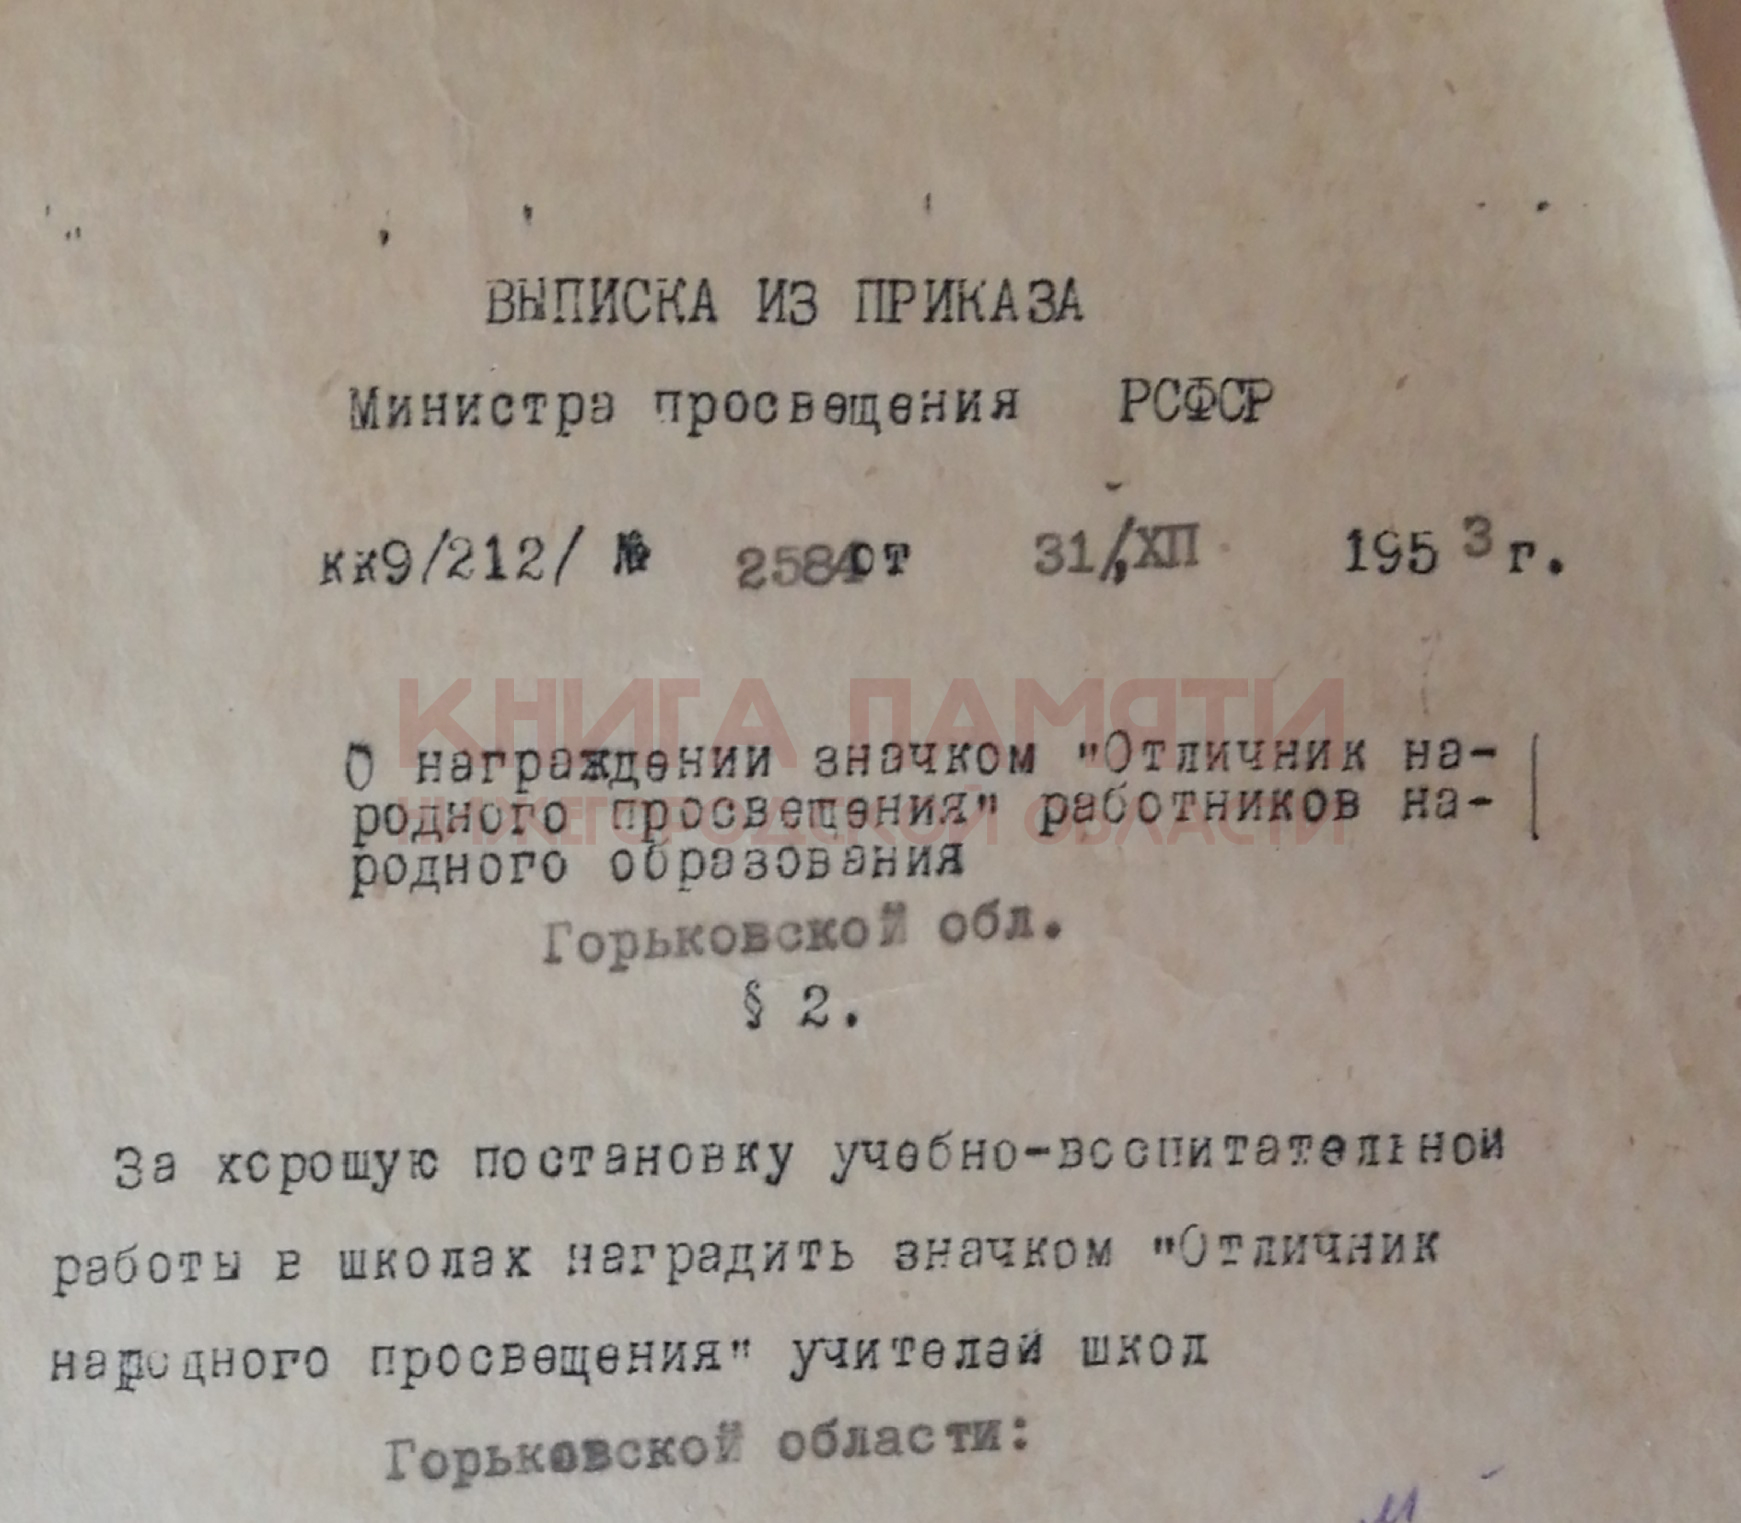 ВЫПИСКА ИЗ ПРИКАЗА
Министра просвещения РСФСР
кк9/212/ № 2584 от 31/XII 1953 г.
КНИГА ПАМЯТИ
О награждении значком "Отличник на-
родного просвещения" работников на-
НИЖЕГОРОДСКОЙ ОБЛАСТИ
родного образования
Горьковской обл.
§ 2.
За хорошую постановку учебно-воспитательной
работы в школах наградить значком "Отличник
народного просвещения" учителей школ
Горьковской области: